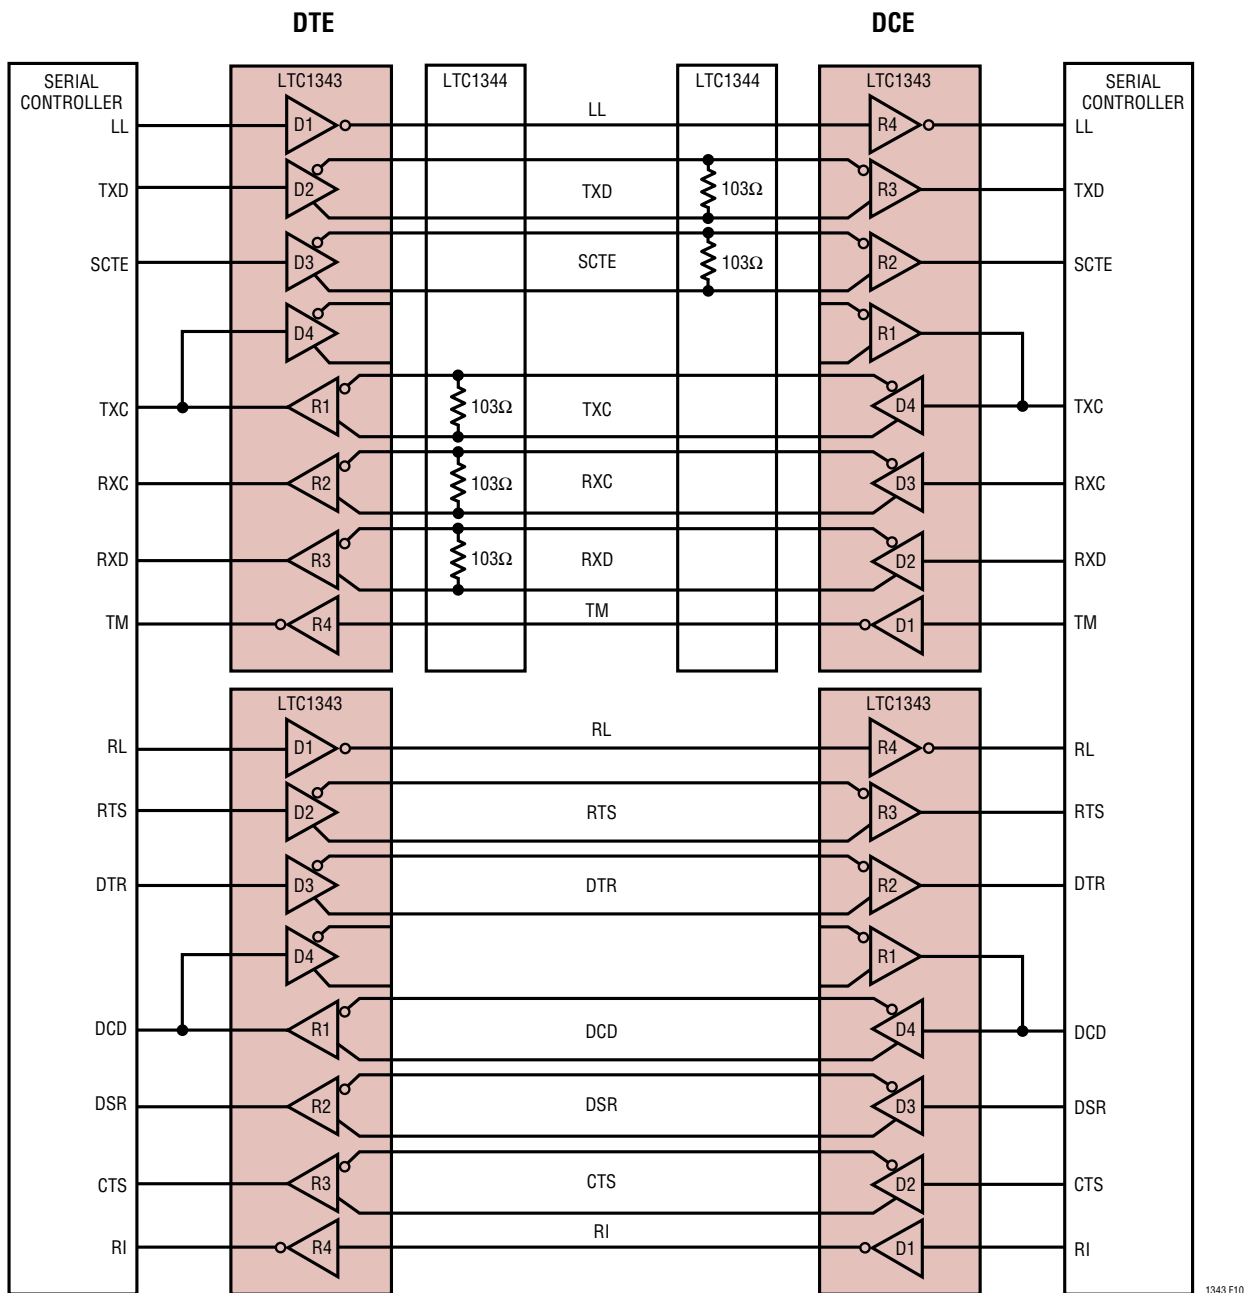 DTE
DCE
SERIAL
CONTROLLER
LTC1343
LTC1344
LTC1344
LTC1343
SERIAL
CONTROLLER
LL
D1
LL
R4
LL
TXD
D2
TXD
103Ω
R3
TXD
SCTE
D3
SCTE
103Ω
R2
SCTE
D4
R1
TXC
R1
103Ω
TXC
D4
TXC
RXC
R2
103Ω
RXC
D3
RXC
RXD
R3
103Ω
RXD
D2
RXD
TM
R4
TM
D1
TM
LTC1343
LTC1343
RL
D1
RL
R4
RL
RTS
D2
RTS
R3
RTS
DTR
D3
DTR
R2
DTR
D4
R1
DCD
R1
DCD
D4
DCD
DSR
R2
DSR
D3
DSR
CTS
R3
CTS
D2
CTS
RI
R4
RI
D1
RI
1343 F10